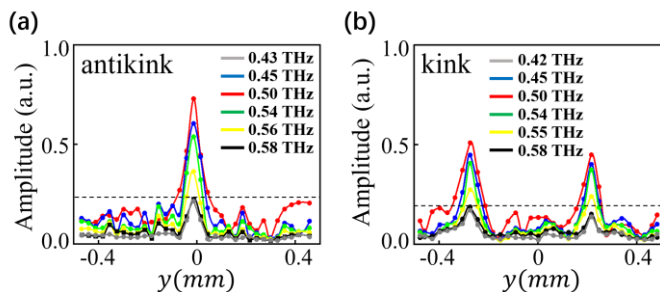 (a)
1.0
0.5
0.0
Amplitude (a.u.)
antikink
0.43 THz
0.45 THz
0.50 THz
0.54 THz
0.56 THz
0.58 THz
-0.4
0
0.4
y(mm)
(b)
1.0
0.5
0.0
Amplitude (a.u.)
kink
0.42 THz
0.45 THz
0.50 THz
0.54 THz
0.55 THz
0.58 THz
-0.4
0
0.4
y(mm)